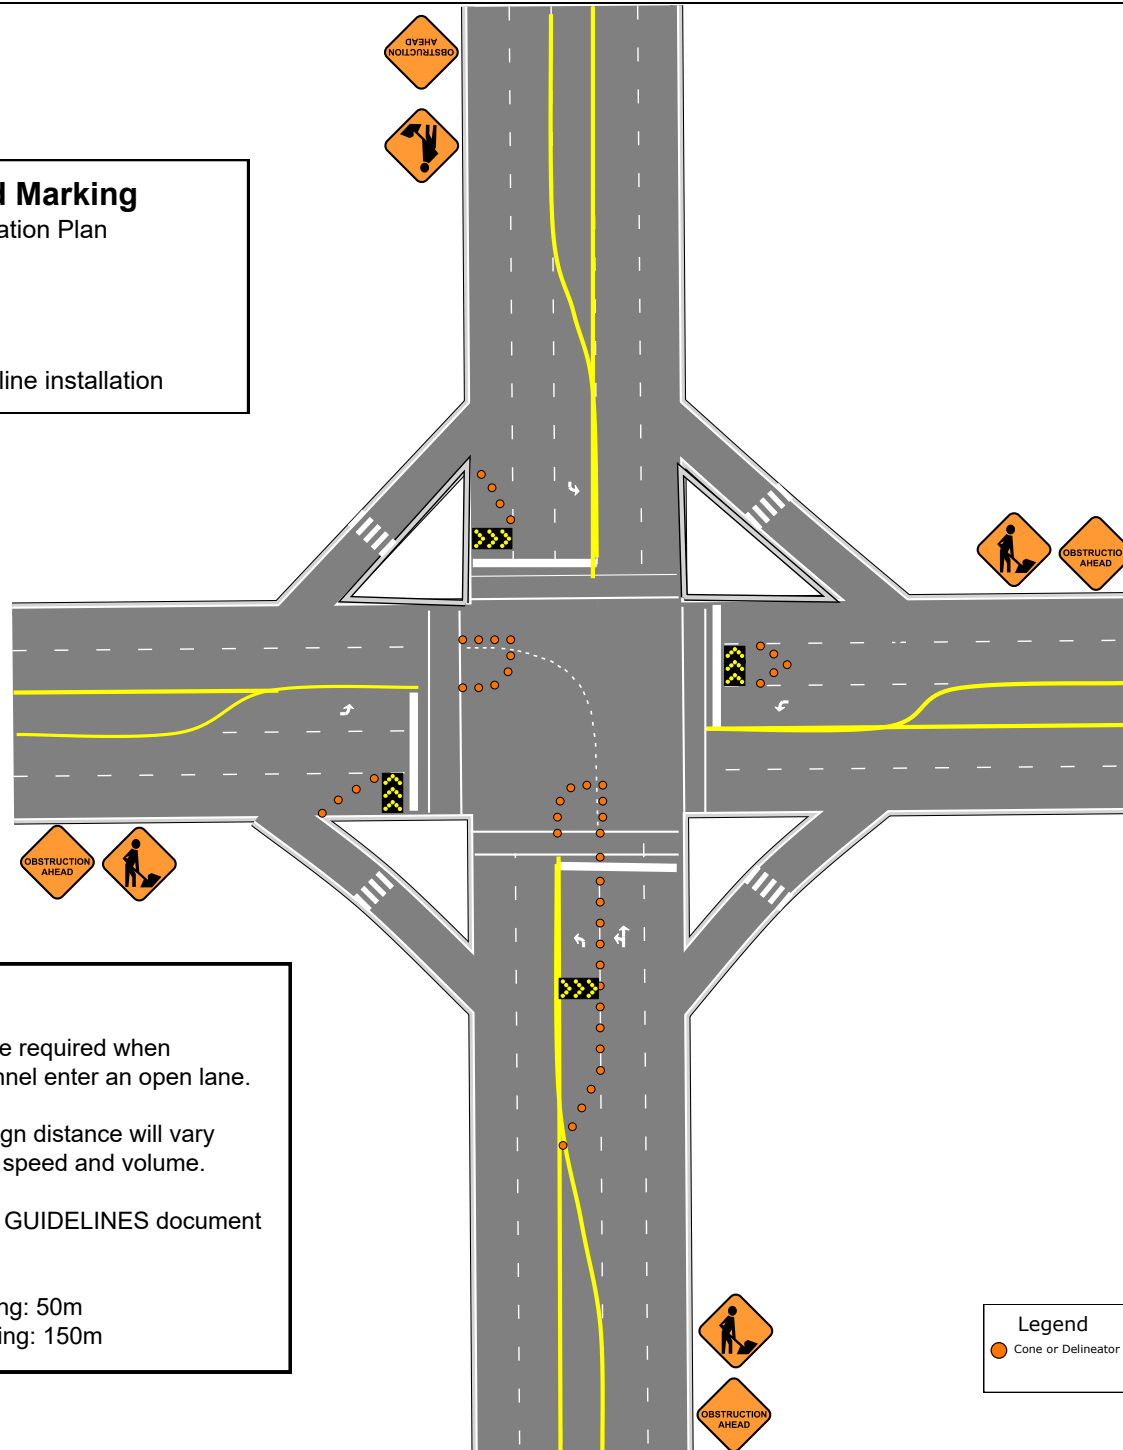 OBSTRUCTION
AHEAD
Marking
ation Plan
line installation
OBSTRUCTIO
AHEAD
OBSTRUCTION
AHEAD
e required when
nnel enter an open lane.
ign distance will vary
speed and volume.
GUIDELINES document
ng: 50m
ing: 150m
Legend
Cone or Delineator
OBSTRUCTION
AHEAD